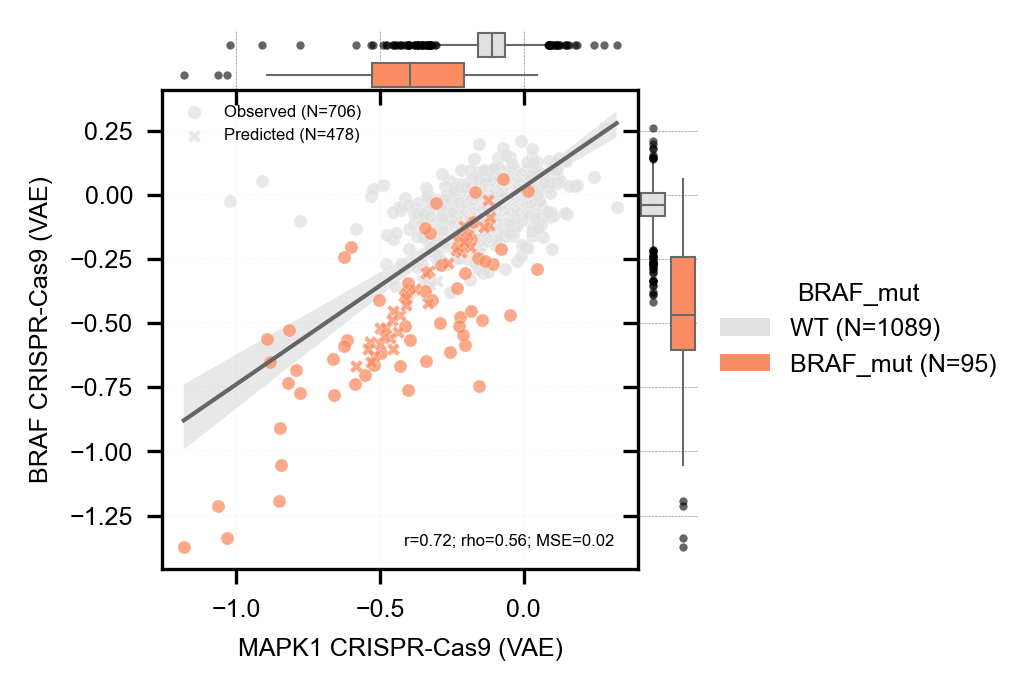 Observed (N=706)
Predicted (N=478)
0.25
0.00
−0.25
−0.50
−0.75
−1.00
−1.25
BRAF CRISPR-Cas9 (VAE)
r=0.72; rho=0.56; MSE=0.02
−1.0
−0.5
0.0
MAPK1 CRISPR-Cas9 (VAE)
BRAF_mut
WT (N=1089)
BRAF_mut (N=95)